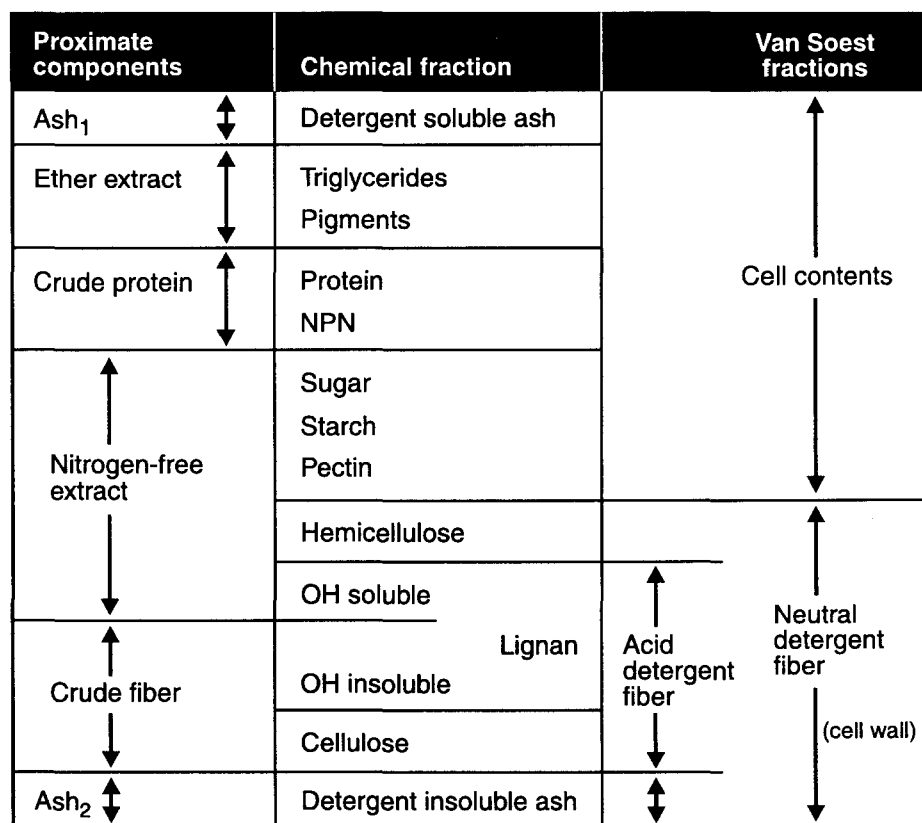 Proximate components
Chemical fraction
Van Soest fractions
Ash1
Detergent soluble ash
Ether extract
Triglycerides
Pigments
Crude protein
Protein
NPN
Cell contents
Nitrogen-free extract
Sugar
Starch
Pectin
Hemicellulose
OH soluble
Lignan
Acid detergent fiber
Neutral detergent fiber
(cell wall)
Crude fiber
OH insoluble
Cellulose
Ash2
Detergent insoluble ash